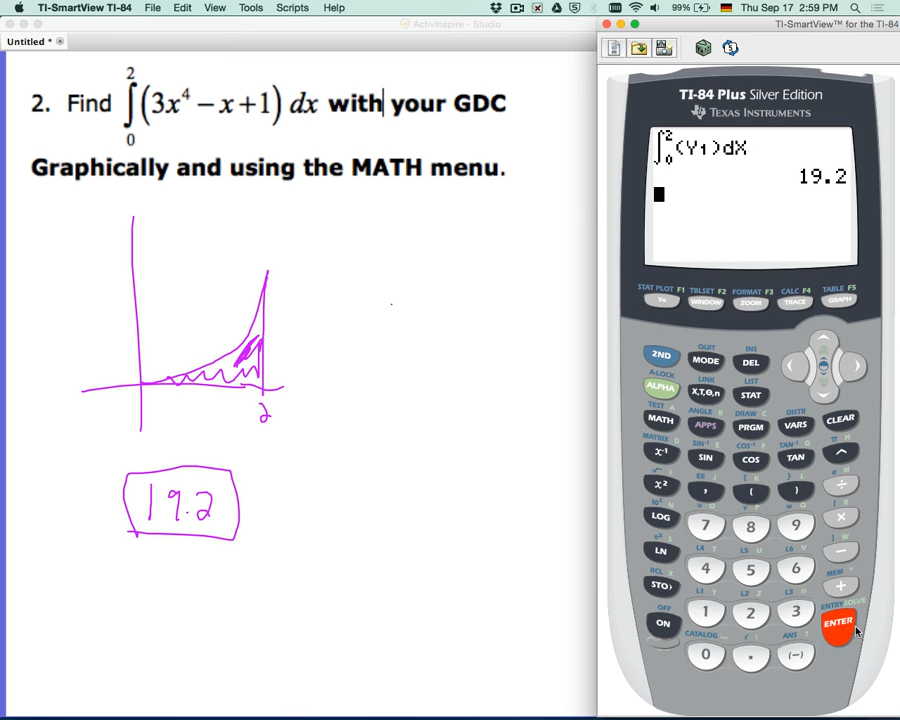 TI-SmartView TI-84 File Edit View Tools Scripts Help 99% Thu Sep 17 2:59 PM
ActivInspire - Studio
TI-SmartView™ for the TI-84
Untitled *
2. Find ∫₀² (3x⁴ − x + 1) dx with your GDC
Graphically and using the MATH menu.
2
19.2
TI-84 Plus Silver Edition
TEXAS INSTRUMENTS
∫₀²(Y₁)dX
19.2
STAT PLOT F1 TBLSET F2 FORMAT F3 CALC F4 TABLE F5
Y= WINDOW ZOOM TRACE GRAPH
QUIT INS
2ND MODE DEL
A-LOCK LINK LIST
ALPHA X,T,Θ,n STAT
TEST A ANGLE B DRAW C DISTR
MATH APPS PRGM VARS CLEAR
MATRIX D SIN⁻¹ E COS⁻¹ F TAN⁻¹ G π H
x⁻¹ SIN COS TAN ^
√ I EE J { K } L e M
x² , ( ) ÷
10ˣ N u O v P w Q [ R
LOG 7 8 9 ×
eˣ S L4 T L5 U L6 V ] W
LN 4 5 6 −
RCL X L1 Y L2 Z L3 θ MEM "
STO› 1 2 3 +
OFF CATALOG i : ANS ? ENTRY SOLVE
ON 0 . (−) ENTER